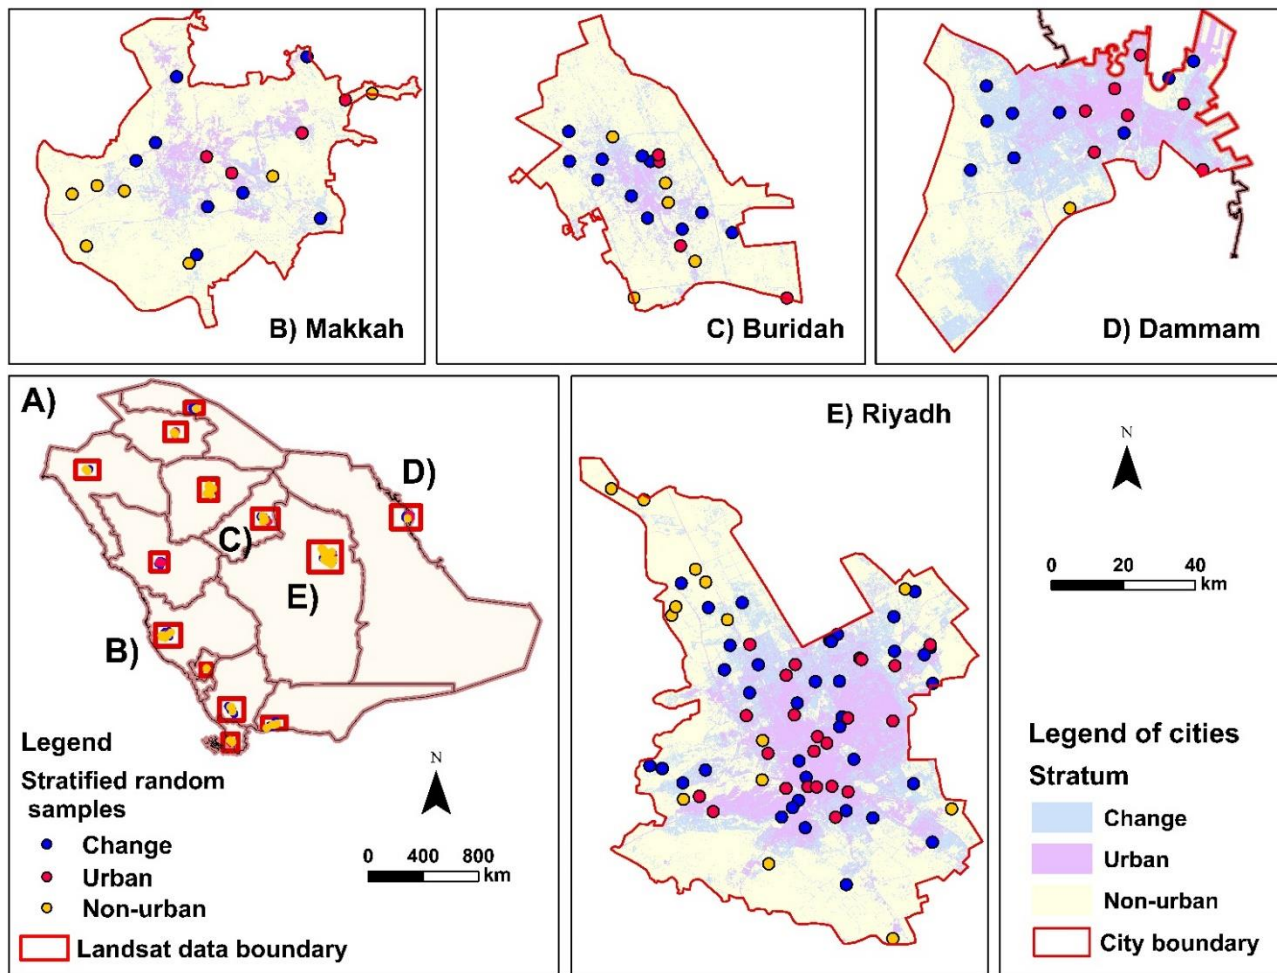 B) Makkah
C) Buridah
D) Dammam
A)
D)
C)
E)
B)
Legend
Stratified random
samples
Change
Urban
Non-urban
Landsat data boundary
N
0 400 800
km
E) Riyadh
N
0 20 40
km
Legend of cities
Stratum
Change
Urban
Non-urban
City boundary